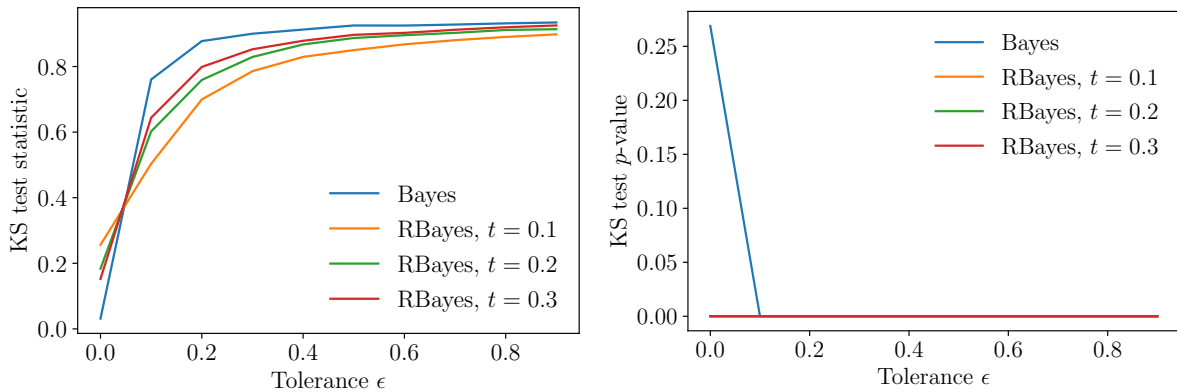 KS test statistic
0.8
0.6
0.4
0.2
0.0
0.0 0.2 0.4 0.6 0.8
Tolerance ϵ
Bayes
RBayes, t = 0.1
RBayes, t = 0.2
RBayes, t = 0.3
KS test p-value
0.25
0.20
0.15
0.10
0.05
0.00
0.0 0.2 0.4 0.6 0.8
Tolerance ϵ
Bayes
RBayes, t = 0.1
RBayes, t = 0.2
RBayes, t = 0.3